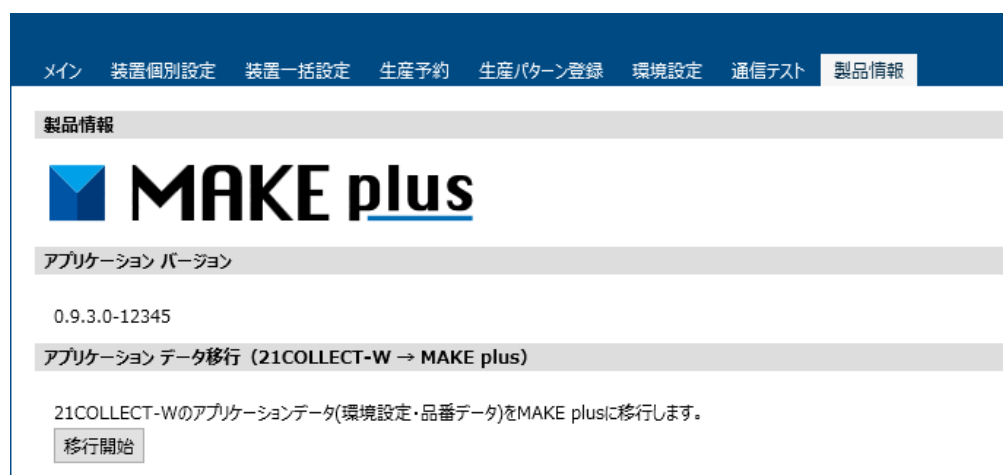 メイン 装置個別設定 装置一括設定 生産予約 生産パターン登録 環境設定 通信テスト 製品情報
製品情報
MAKE plus
アプリケーション バージョン
0.9.3.0-12345
アプリケーション データ移行（21COLLECT-W → MAKE plus）
21COLLECT-Wのアプリケーションデータ(環境設定・品番データ)をMAKE plusに移行します。
移行開始